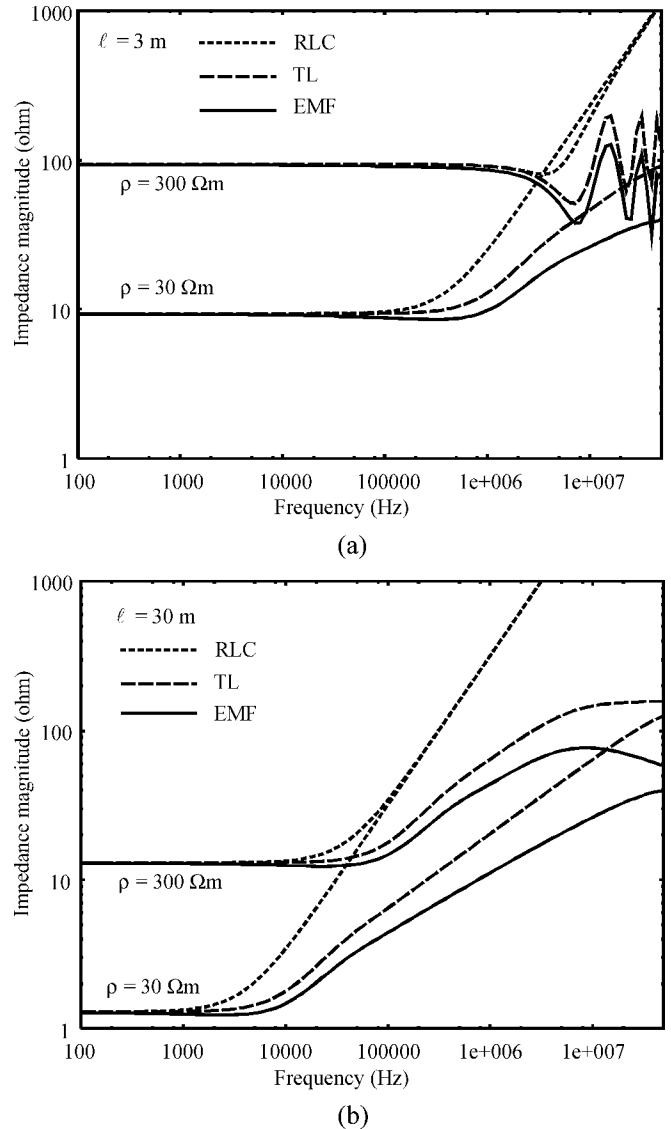 1000
ℓ = 3 m
RLC
TL
EMF
100
ρ = 300 Ωm
10
ρ = 30 Ωm
1
Impedance magnitude (ohm)
100
1000
10000
100000
1e+006
1e+007
Frequency (Hz)
(a)
1000
ℓ = 30 m
RLC
TL
EMF
100
10
ρ = 300 Ωm
ρ = 30 Ωm
1
Impedance magnitude (ohm)
100
1000
10000
100000
1e+006
1e+007
Frequency (Hz)
(b)